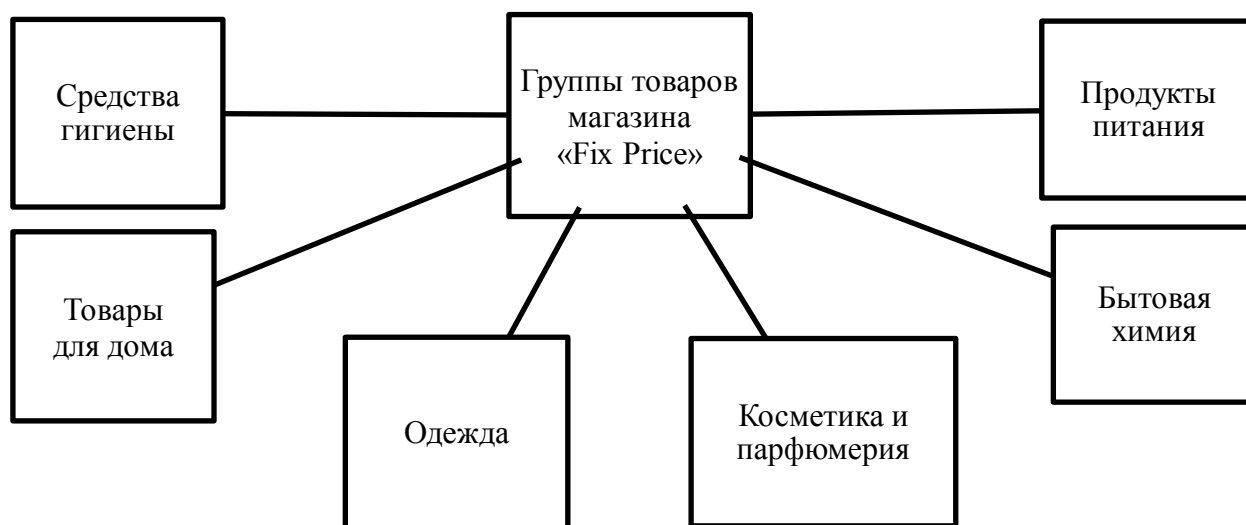 Средства
гигиены
Группы товаров
магазина
«Fix Price»
Продукты
питания
Товары
для дома
Бытовая
химия
Одежда
Косметика и
парфюмерия